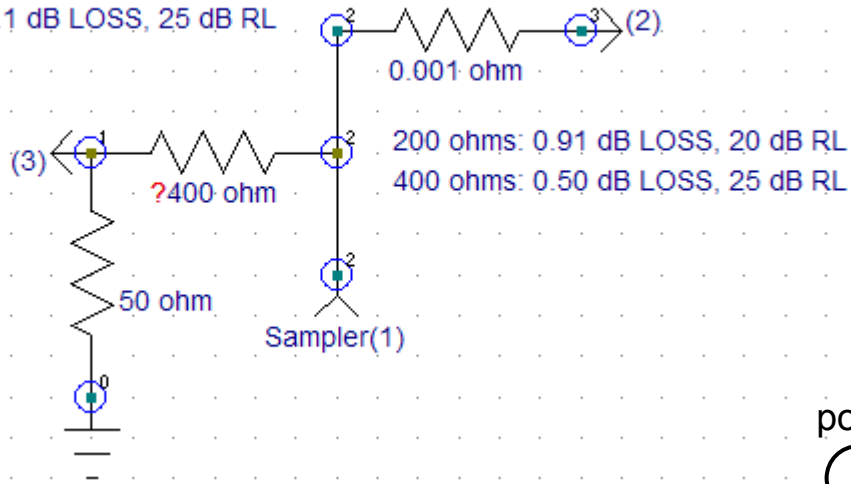 1 dB LOSS, 25 dB RL
2
3
(2)
0.001 ohm
1
2
(3)
200 ohms: 0.91 dB LOSS, 20 dB RL
?400 ohm
400 ohms: 0.50 dB LOSS, 25 dB RL
2
50 ohm
Sampler(1)
0